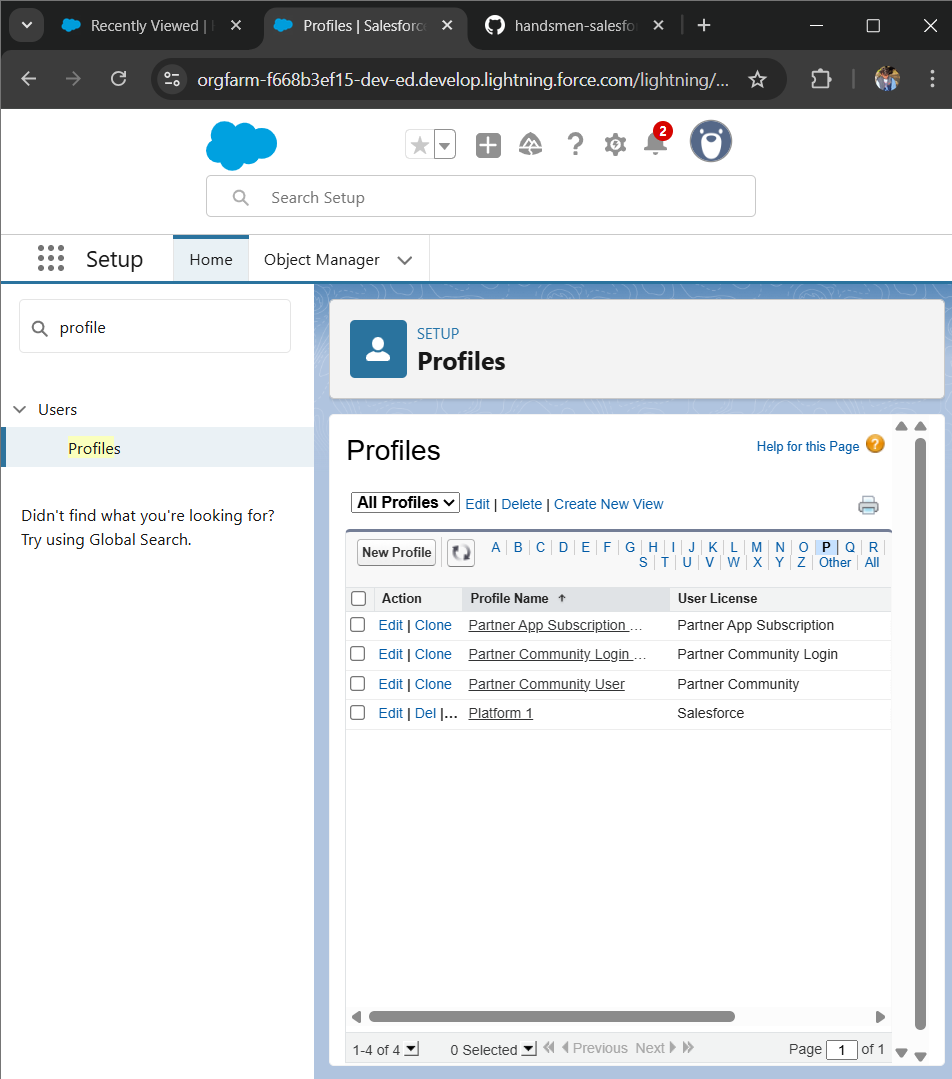 Recently Viewed |
Profiles | Salesforce
handsmen-salesfor
orgfarm-f668b3ef15-dev-ed.develop.lightning.force.com/lightning/...
2
Search Setup
Setup
Home
Object Manager
profile
Users
Profiles
Didn't find what you're looking for?
Try using Global Search.
SETUP
Profiles
Profiles
Help for this Page ?
All Profiles Edit | Delete | Create New View
New Profile
A | B | C | D | E | F | G | H | I | J | K | L | M | N | O | P | Q | R |
S | T | U | V | W | X | Y | Z | Other | All
Action Profile Name ↑ User License
Edit | Clone Partner App Subscription ... Partner App Subscription
Edit | Clone Partner Community Login ... Partner Community Login
Edit | Clone Partner Community User Partner Community
Edit | Del |... Platform 1 Salesforce
1-4 of 4 0 Selected Previous Next Page 1 of 1